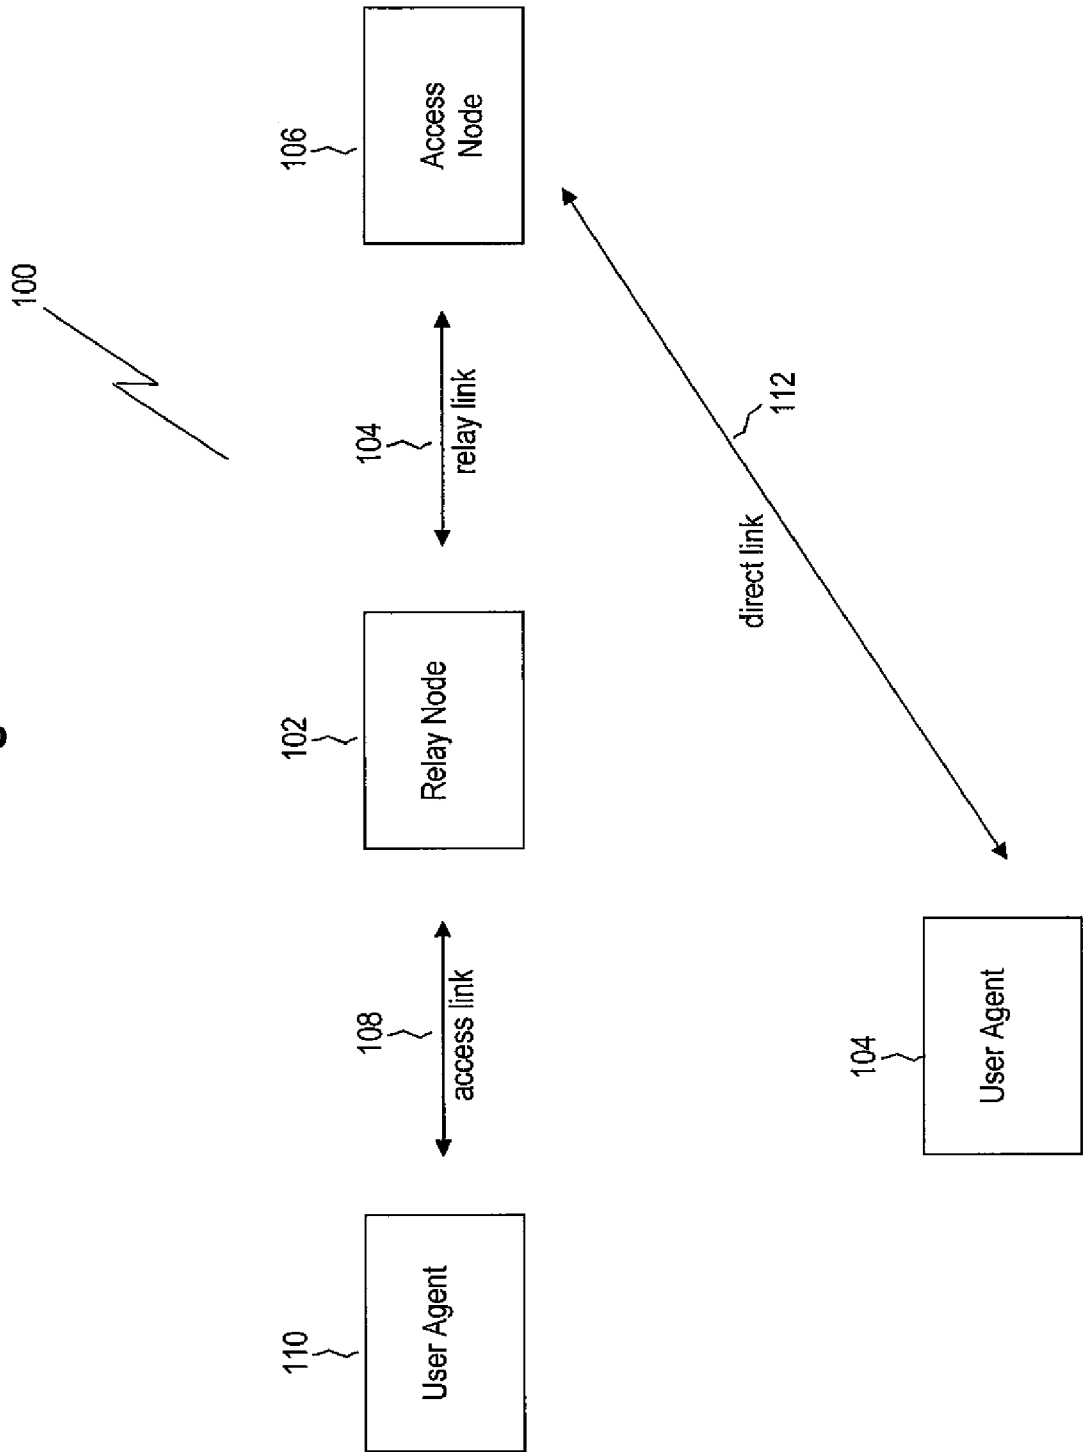 100
110
User Agent
108
access link
102
Relay Node
104
relay link
106
Access
Node
104
User Agent
direct link
112